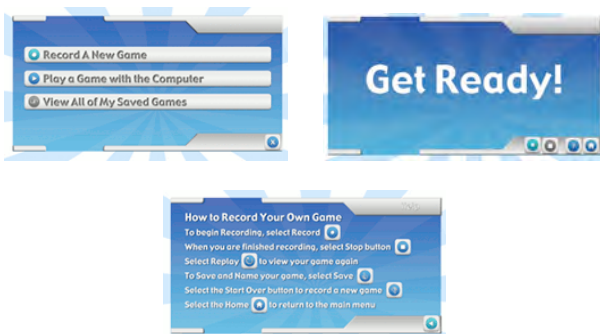 Record A New Game
Play a Game with the Computer
View All of My Saved Games
Get Ready!
How to Record Your Own Game
To begin Recording, select Record
When you are finished recording, select Stop button
Select Replay to view your game again
To Save and Name your game, select Save
Select the Start Over button to record a new game
Select the Home to return to the main menu